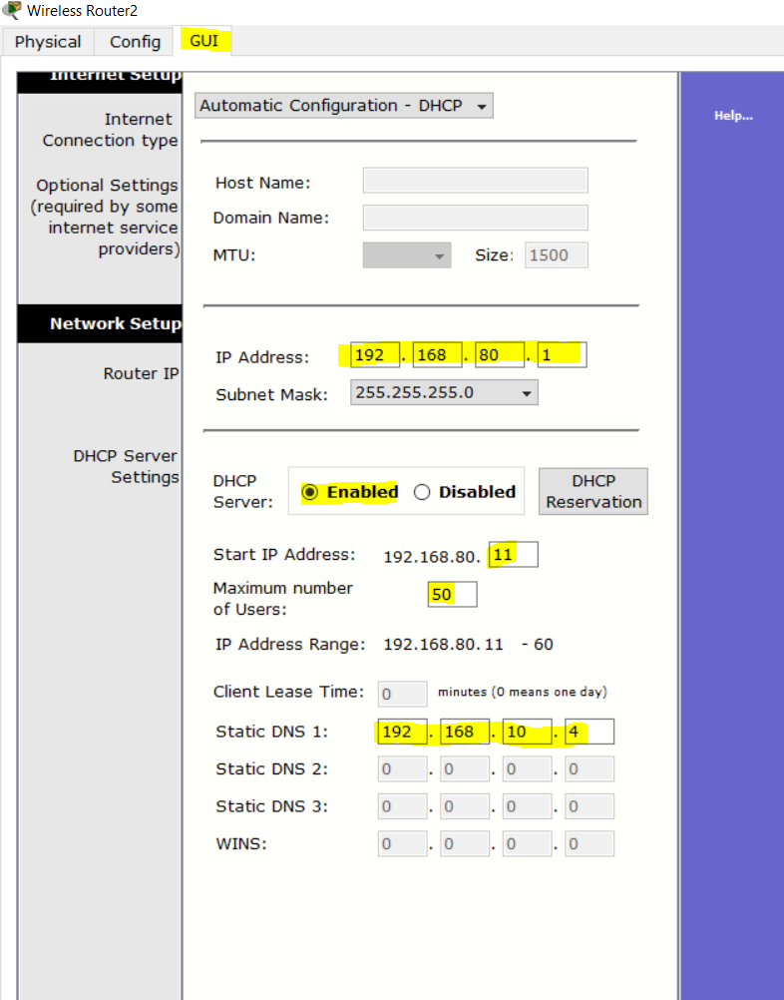 Wireless Router2
Physical Config GUI
Internet Setup
Internet Connection type
Automatic Configuration - DHCP
Help...
Optional Settings
(required by some
internet service
providers)
Host Name:
Domain Name:
MTU: Size: 1500
Network Setup
Router IP
IP Address: 192 . 168 . 80 . 1
Subnet Mask: 255.255.255.0
DHCP Server
Settings
DHCP
Server: Enabled Disabled
DHCP
Reservation
Start IP Address: 192.168.80. 11
Maximum number
of Users: 50
IP Address Range: 192.168.80.11 - 60
Client Lease Time: 0 minutes (0 means one day)
Static DNS 1: 192 . 168 . 10 . 4
Static DNS 2: 0 . 0 . 0 . 0
Static DNS 3: 0 . 0 . 0 . 0
WINS: 0 . 0 . 0 . 0